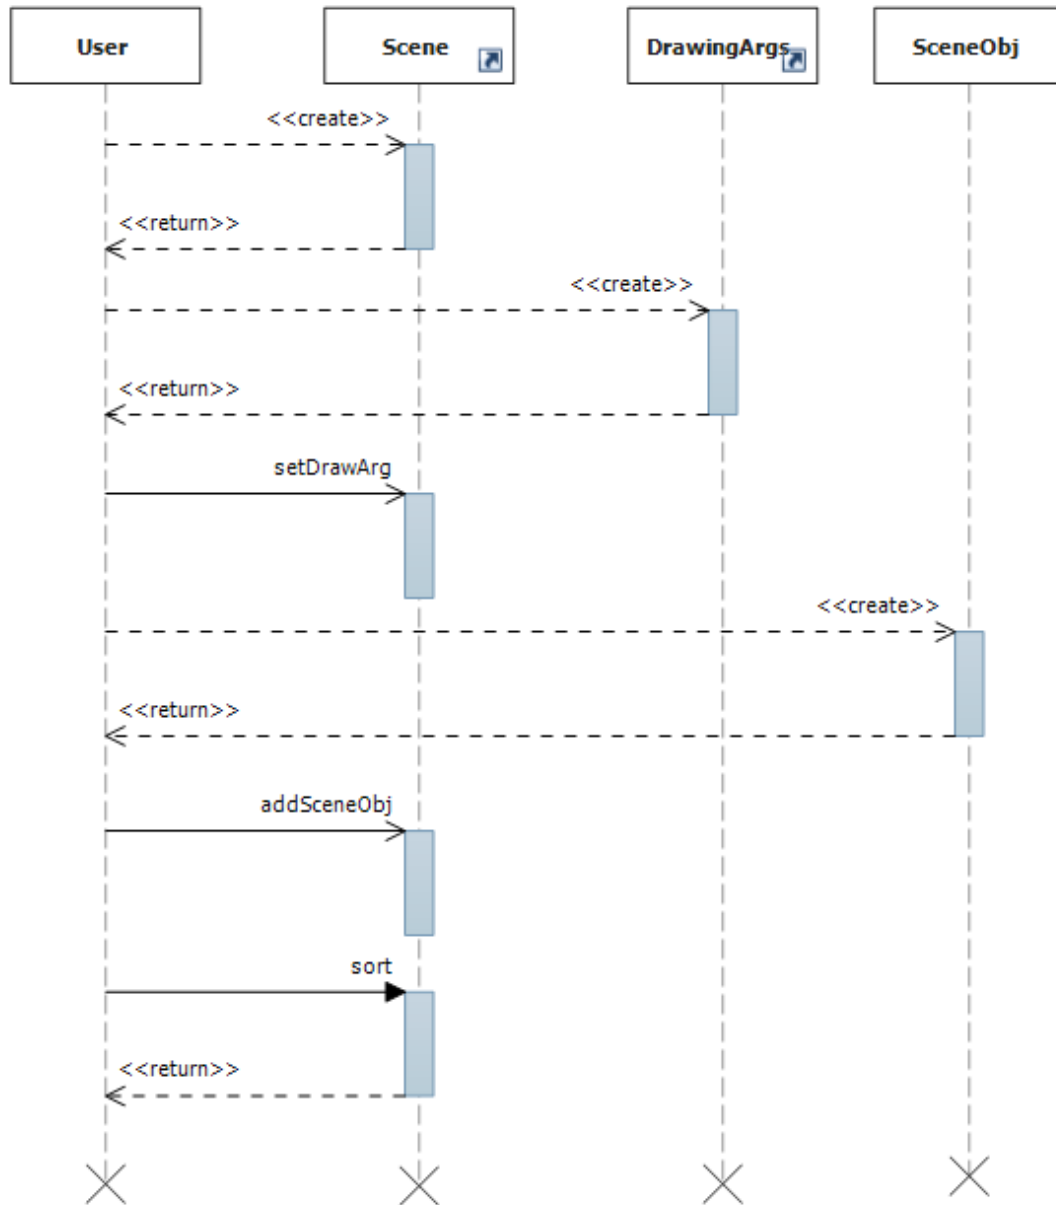 User
Scene
DrawingArgs
SceneObj
<<create>>
<<return>>
<<create>>
<<return>>
setDrawArg
<<create>>
<<return>>
addSceneObj
sort
<<return>>